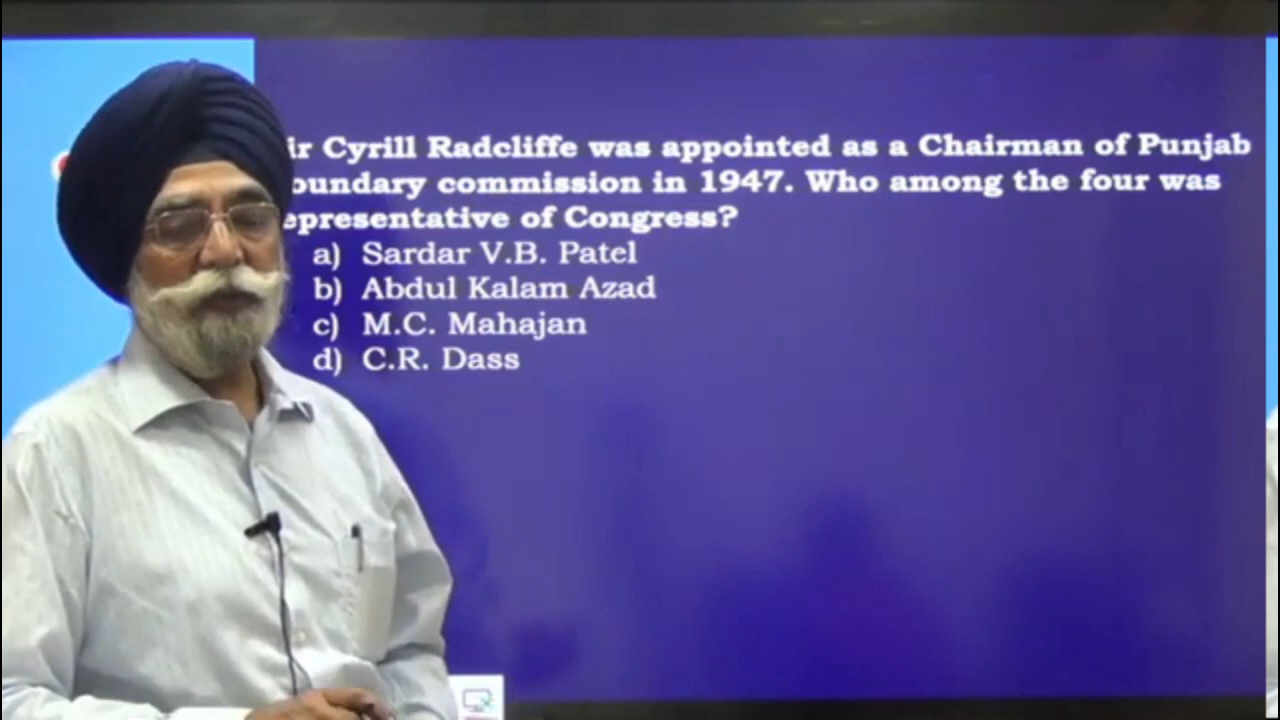 ir Cyrill Radcliffe was appointed as a Chairman of Punjab
oundary commission in 1947. Who among the four was
epresentative of Congress?
a) Sardar V.B. Patel
b) Abdul Kalam Azad
c) M.C. Mahajan
d) C.R. Dass